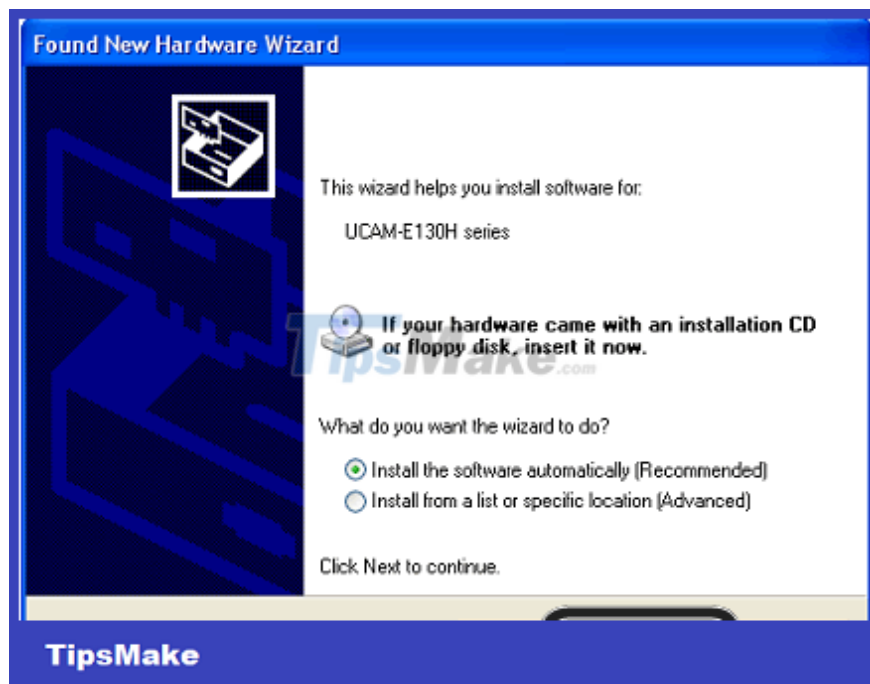 Found New Hardware Wizard
This wizard helps you install software for:
UCAM-E130H series
If your hardware came with an installation CD
or floppy disk, insert it now.
TipsMake.com
What do you want the wizard to do?
Install the software automatically (Recommended)
Install from a list or specific location (Advanced)
Click Next to continue.
TipsMake